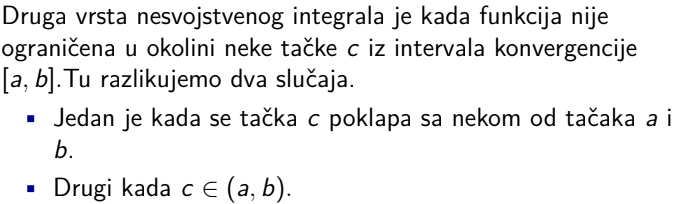 Druga vrsta nesvojstvenog integrala je kada funkcija nije
ograničena u okolini neke tačke c iz intervala konvergencije
[a, b].Tu razlikujemo dva slučaja.
▪ Jedan je kada se tačka c poklapa sa nekom od tačaka a i
b.
▪ Drugi kada c ∈ (a, b).